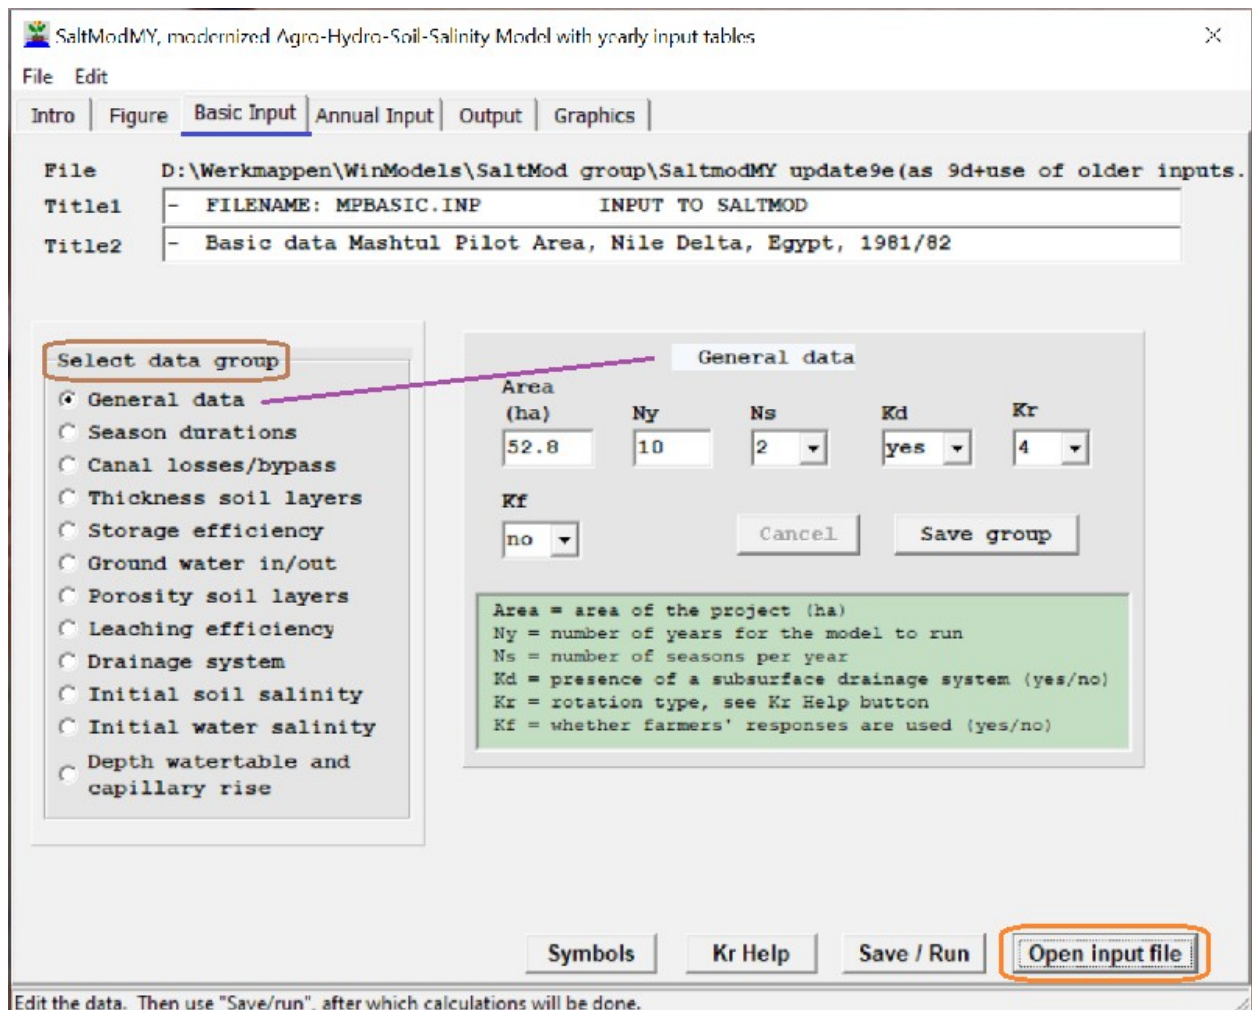 SaltModMY, modernized Agro-Hydro-Soil-Salinity Model with yearly input tables
File Edit
Intro Figure Basic Input Annual Input Output Graphics
File D:\Werkmappen\WinModels\SaltMod group\SaltmodMY update9e(as 9d+use of older inputs.
Title1 - FILENAME: MPBASIC.INP INPUT TO SALTMOD
Title2 - Basic data Mashtul Pilot Area, Nile Delta, Egypt, 1981/82
Select data group
General data
Season durations
Canal losses/bypass
Thickness soil layers
Storage efficiency
Ground water in/out
Porosity soil layers
Leaching efficiency
Drainage system
Initial soil salinity
Initial water salinity
Depth watertable and
capillary rise
General data
Area
(ha) Ny Ns Kd Kr
52.8 10 2 yes 4
Kf
no Cancel Save group
Area = area of the project (ha)
Ny = number of years for the model to run
Ns = number of seasons per year
Kd = presence of a subsurface drainage system (yes/no)
Kr = rotation type, see Kr Help button
Kf = whether farmers' responses are used (yes/no)
Symbols Kr Help Save / Run Open input file
Edit the data. Then use "Save/run", after which calculations will be done.